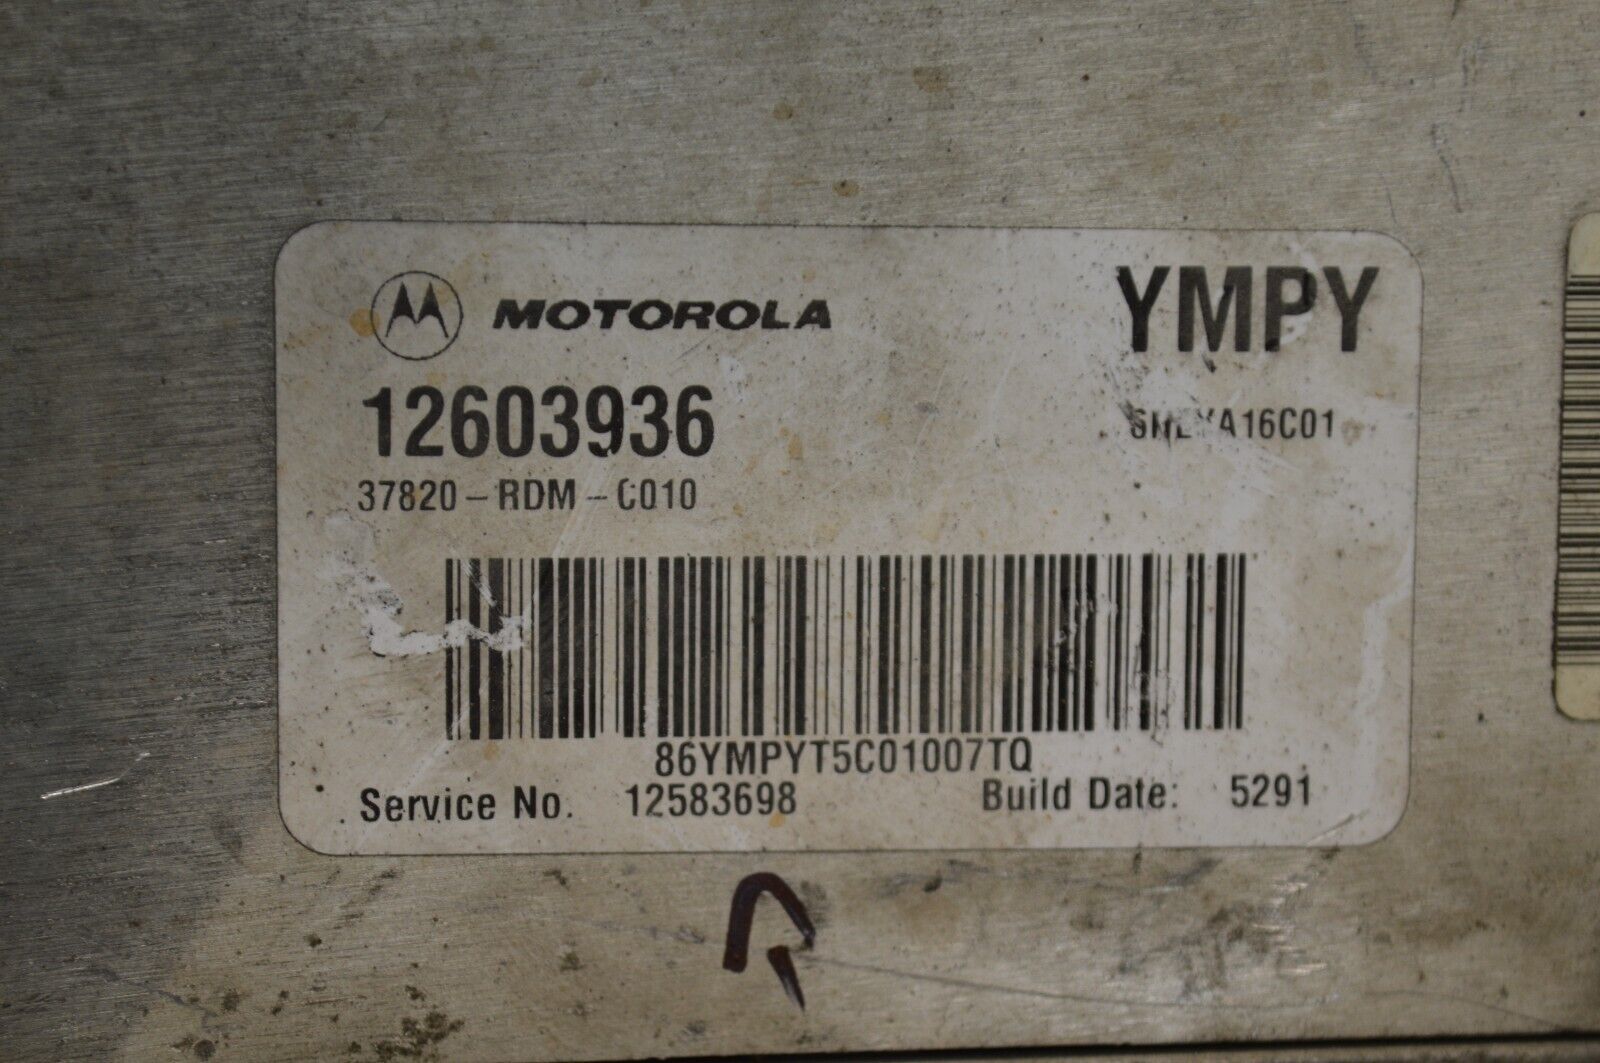 MOTOROLA
YMPY
12603936
37820-RDM-C010
86YMPYT5C01007TQ
Service No. 12583698
Build Date: 5291